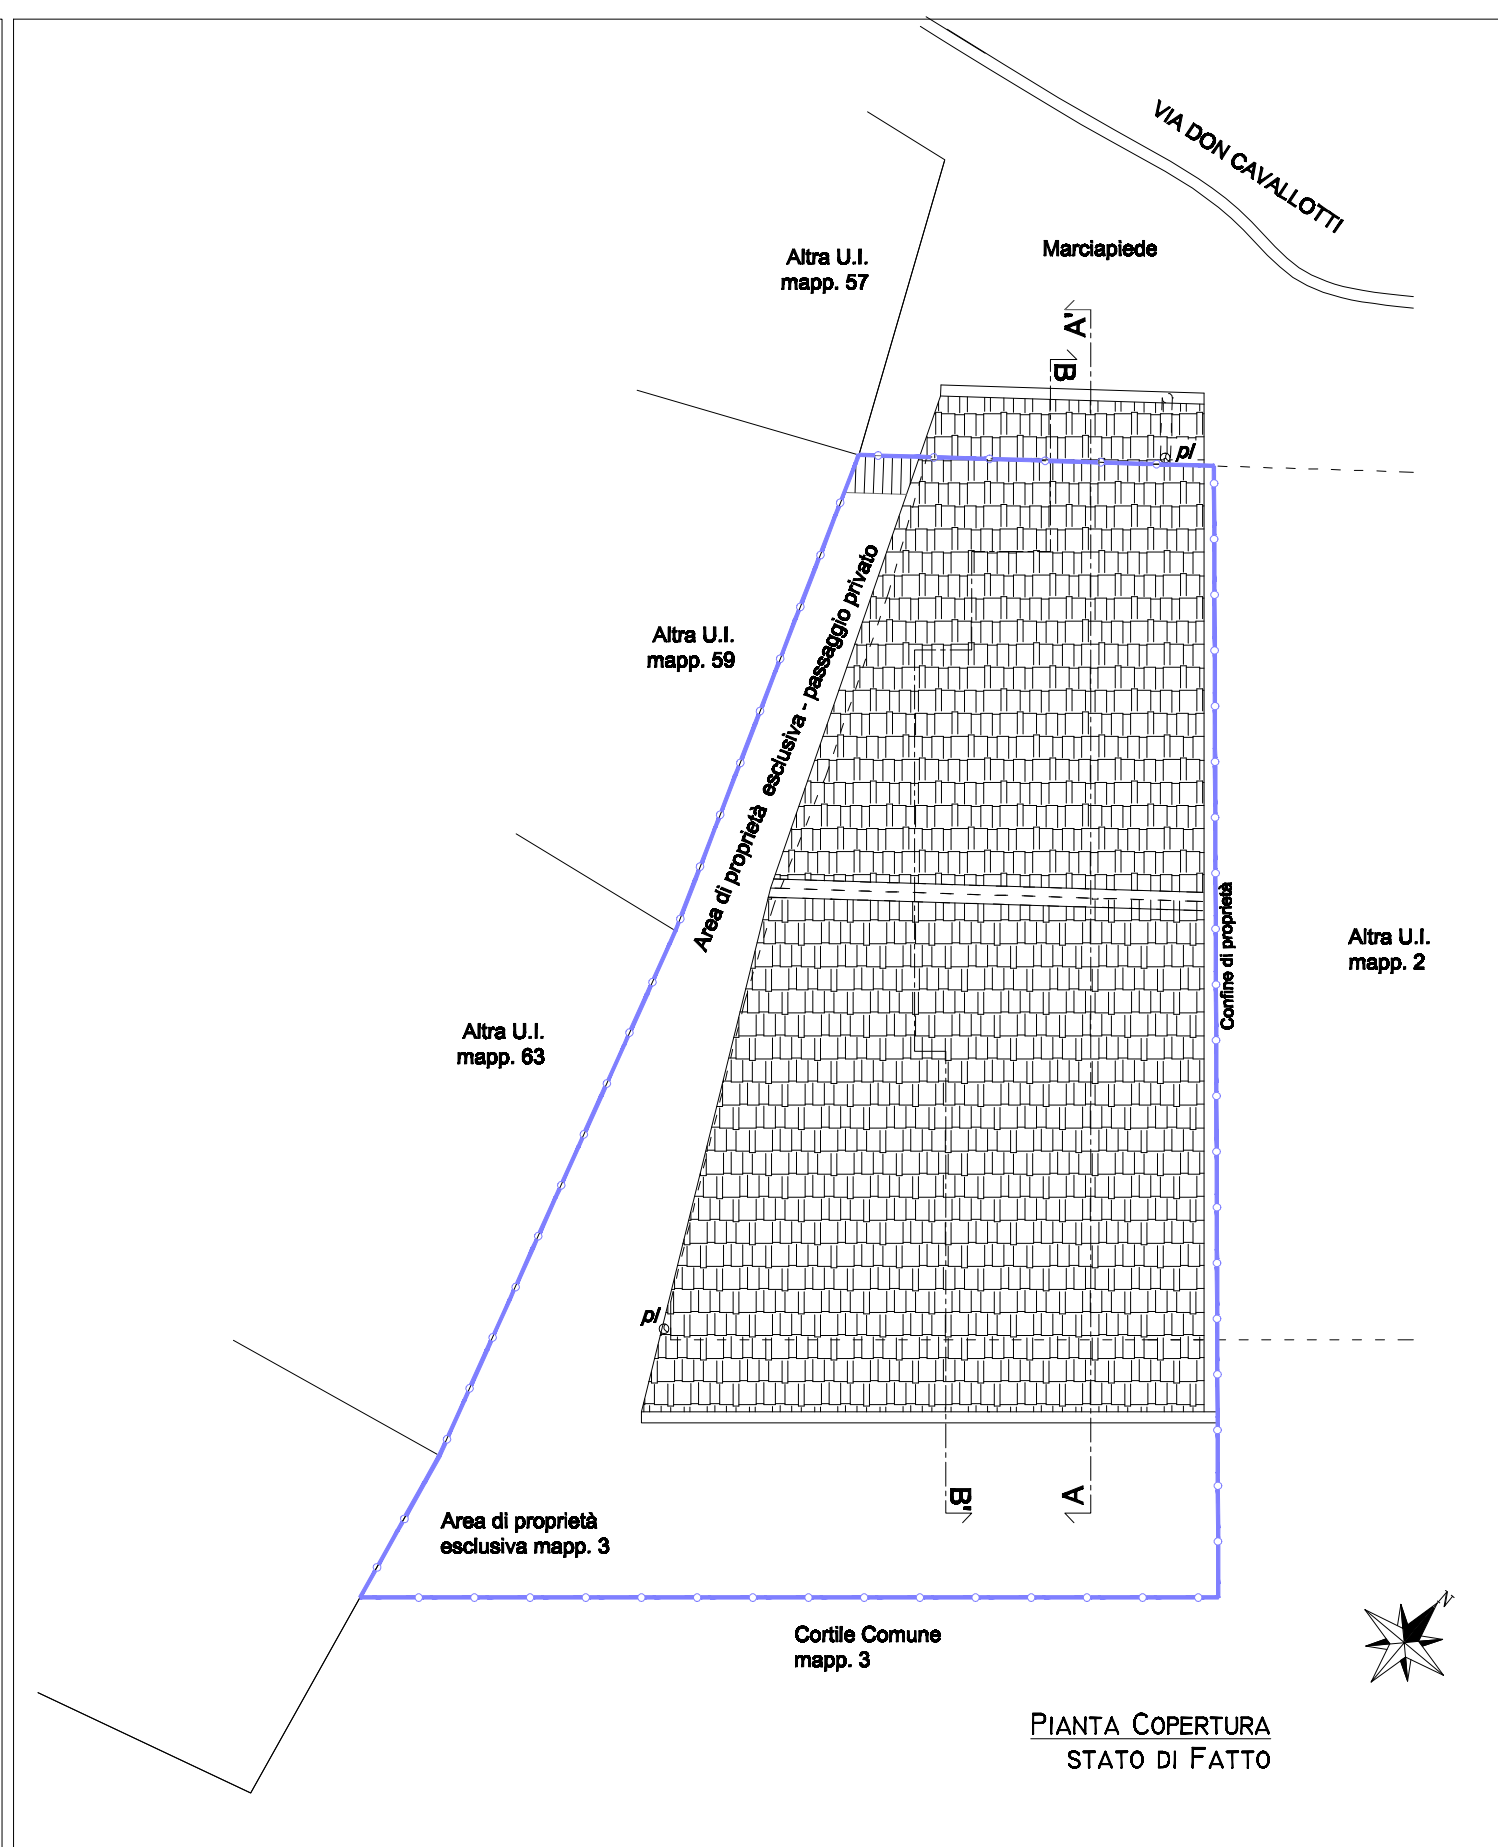 VIA DON CAVALLOTTI
Marciapiede
Altra U.I.
mapp. 57
A'
B
pl
Altra U.I.
mapp. 59
Area di proprietà esclusiva - passaggio privato
Confine di proprietà
Altra U.I.
mapp. 2
Altra U.I.
mapp. 63
pl
B'
A
Area di proprietà
esclusiva mapp. 3
Cortile Comune
mapp. 3
N
PIANTA COPERTURA
STATO DI FATTO